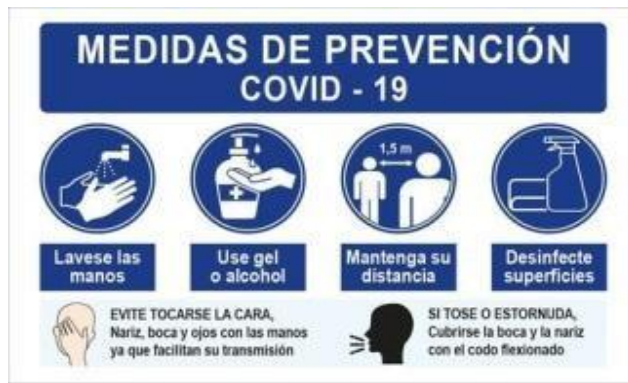 MEDIDAS DE PREVENCIÓN
COVID - 19
1,5 m
Lavese las
manos
Use gel
o alcohol
Mantenga su
distancia
Desinfecte
superficies
EVITE TOCARSE LA CARA,
Nariz, boca y ojos con las manos
ya que facilitan su transmisión
SI TOSE O ESTORNUDA,
Cubrirse la boca y la nariz
con el codo flexionado